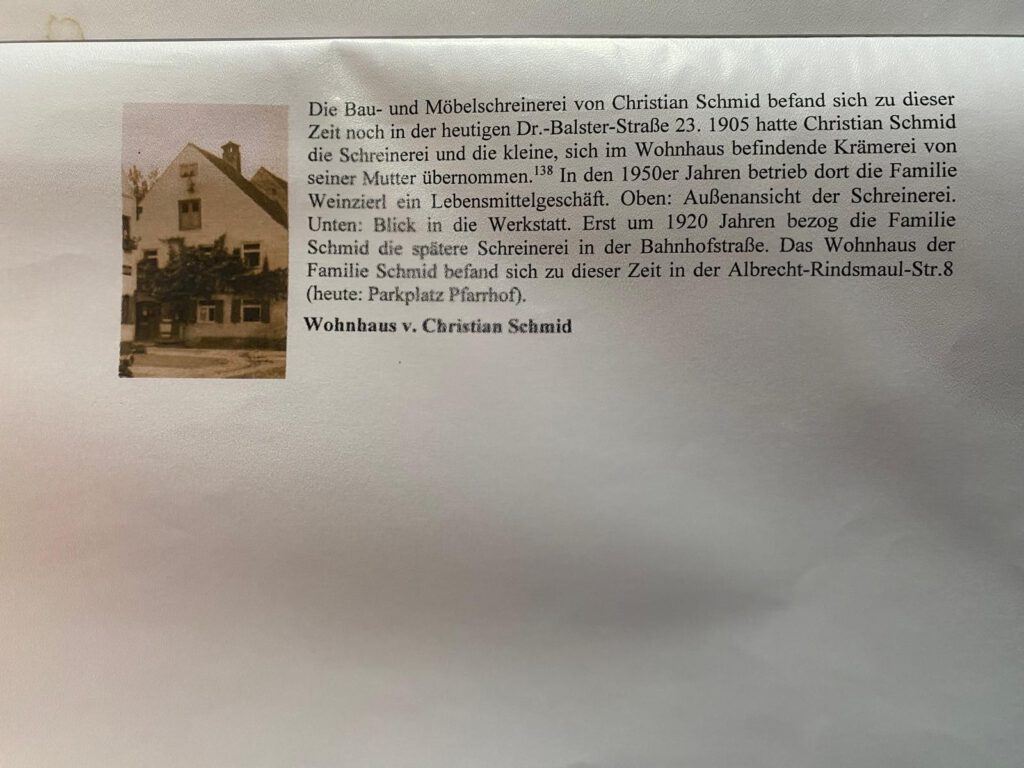 Die Bau- und Möbelschreinerei von Christian Schmid befand sich zu dieser
Zeit noch in der heutigen Dr.-Balster-Straße 23. 1905 hatte Christian Schmid
die Schreinerei und die kleine, sich im Wohnhaus befindende Krämerei von
seiner Mutter übernommen.¹³⁸ In den 1950er Jahren betrieb dort die Familie
Weinzierl ein Lebensmittelgeschäft. Oben: Außenansicht der Schreinerei.
Unten: Blick in die Werkstatt. Erst um 1920 Jahren bezog die Familie
Schmid die spätere Schreinerei in der Bahnhofstraße. Das Wohnhaus der
Familie Schmid befand sich zu dieser Zeit in der Albrecht-Rindsmaul-Str.8
(heute: Parkplatz Pfarrhof).
Wohnhaus v. Christian Schmid